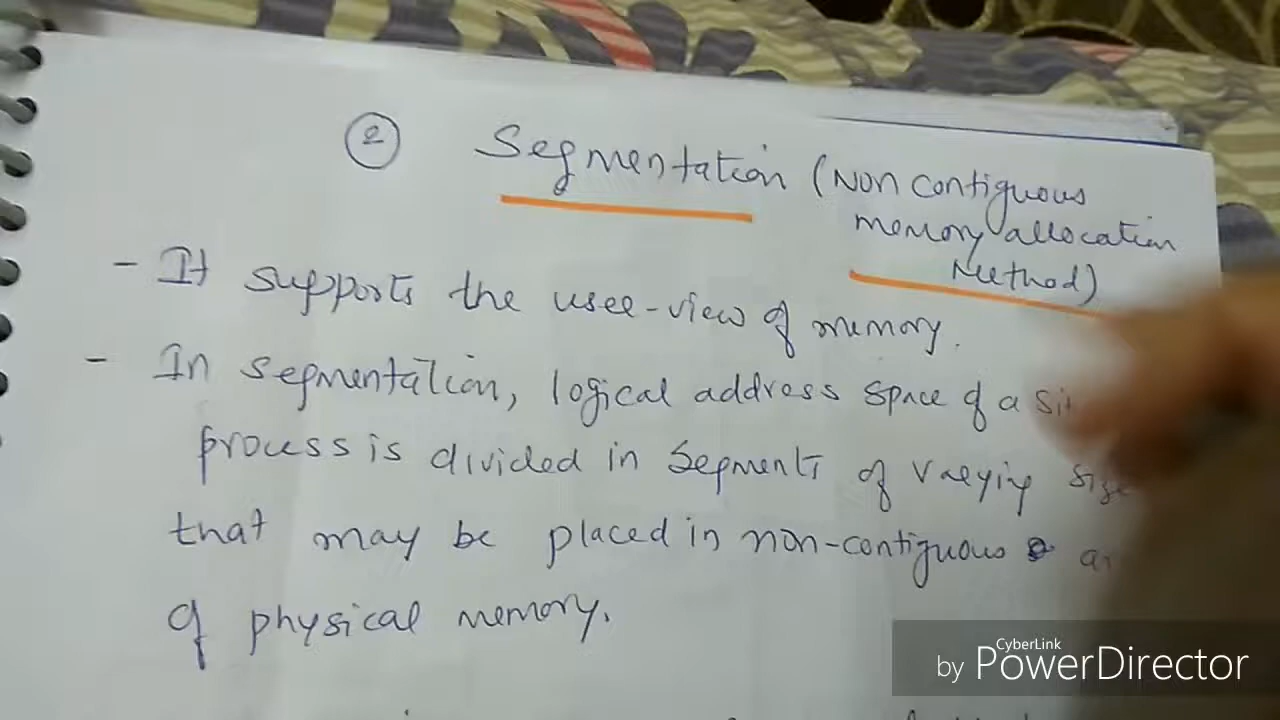 2 Segmentation (Non contiguous
memory allocation
Method)
- It supports the user-view of memory.
- In segmentation, logical address space of a
process is divided in segments of varying size
that may be placed in non-contiguous
of physical memory.
CyberLink
by PowerDirector